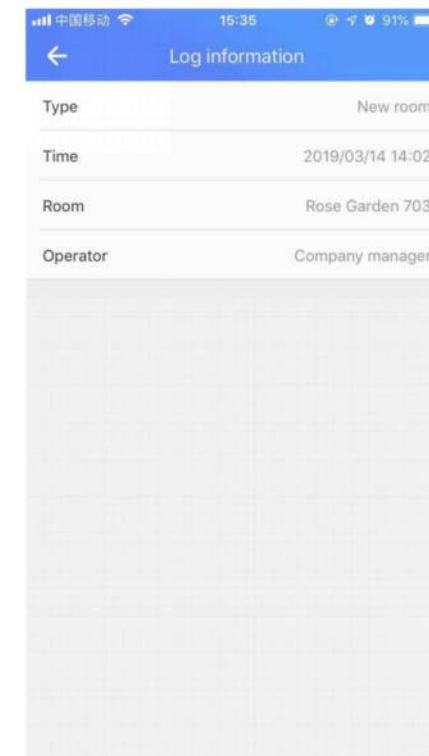 中国移动 15:35 91%
Log information
Type New room
Time 2019/03/14 14:02
Room Rose Garden 703
Operator Company manager